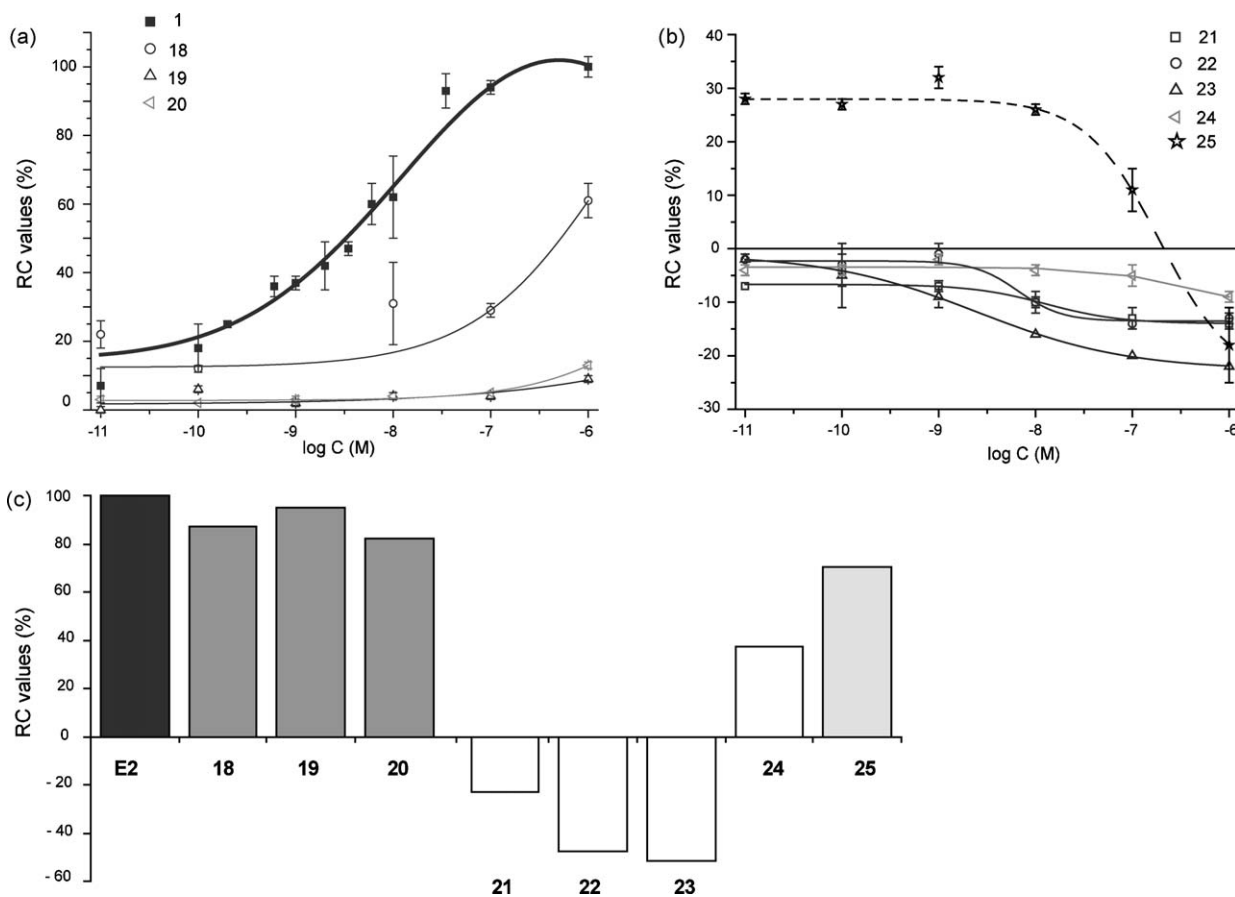 (a)
1
18
19
20
RC values (%)
100
80
60
40
20
0
-11 -10 -9 -8 -7 -6
log C (M)
(b)
21
22
23
24
25
RC values (%)
40
30
20
10
0
-10
-20
-30
-11 -10 -9 -8 -7 -6
log C (M)
(c)
RC values (%)
100
80
60
40
20
0
- 20
- 40
- 60
E2 18 19 20 24 25
21 22 23